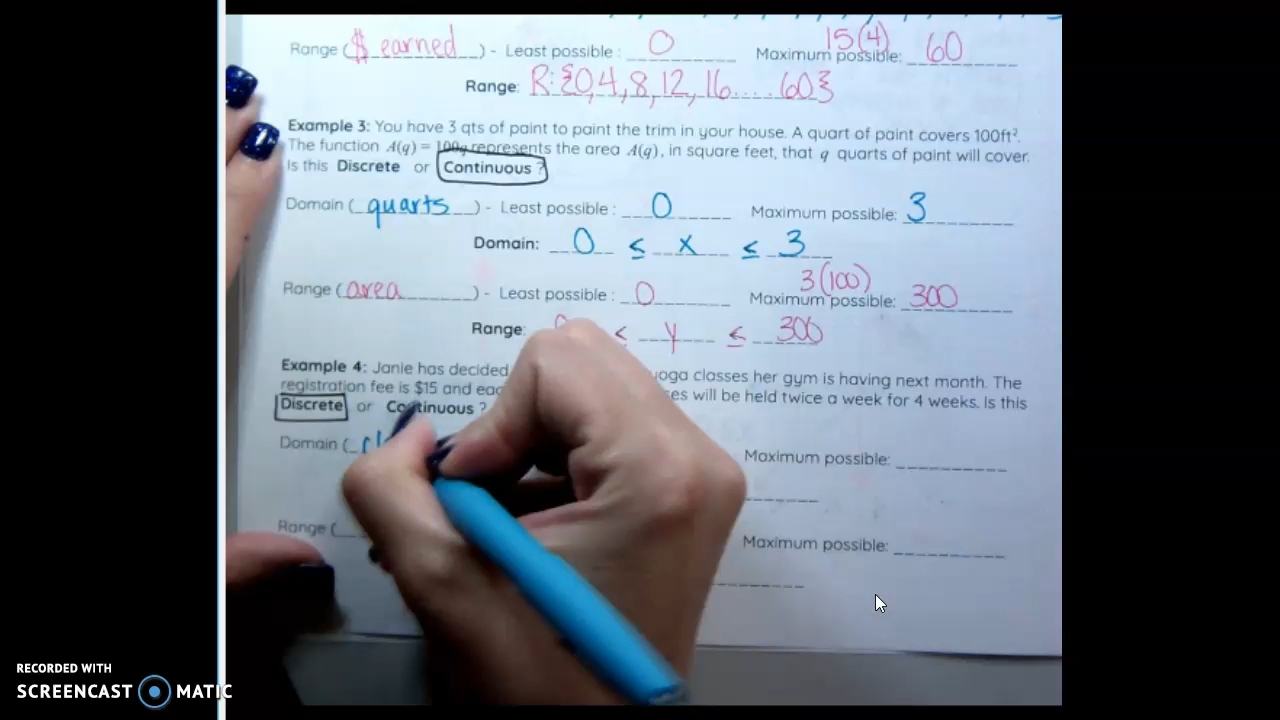 15(4)
Range ($ earned) - Least possible : 0 Maximum possible: 60
Range: R: {0, 4, 8, 12, 16....60}
Example 3: You have 3 qts of paint to paint the trim in your house. A quart of paint covers 100ft².
The function A(q) = 100q represents the area A(q), in square feet, that q quarts of paint will cover.
Is this Discrete or Continuous ?
Domain (quarts) - Least possible : 0 Maximum possible: 3
Domain: 0 ≤ x ≤ 3
3(100)
Range (area) - Least possible : 0 Maximum possible: 300
Range: ≤ y ≤ 300
Example 4: Janie has decided yoga classes her gym is having next month. The
registration fee is $15 and will be held twice a week for 4 weeks. Is this
Discrete or Continuous ?
Domain ( Maximum possible:
Range ( Maximum possible:
RECORDED WITH
SCREENCAST MATIC